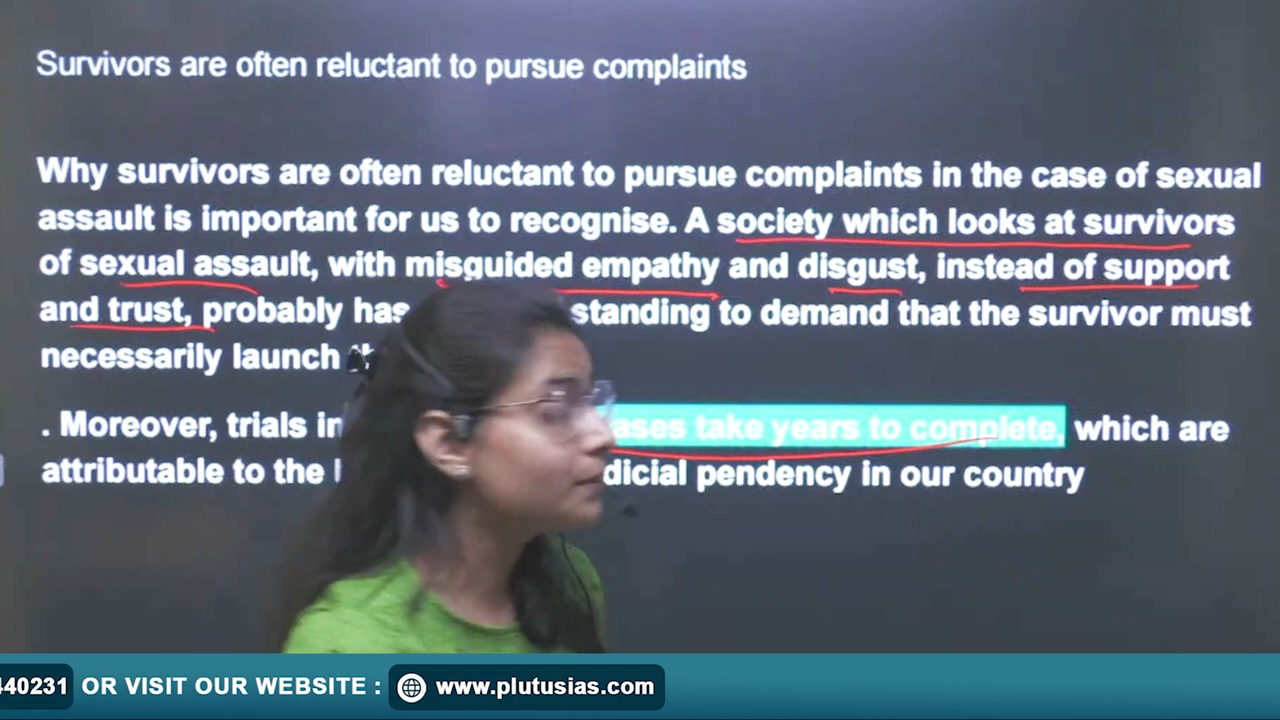 Survivors are often reluctant to pursue complaints
Why survivors are often reluctant to pursue complaints in the case of sexual
assault is important for us to recognise. A society which looks at survivors
of sexual assault, with misguided empathy and disgust, instead of support
and trust, probably has standing to demand that the survivor must
necessarily launch
. Moreover, trials in take years to complete, which are
attributable to the pendency in our country
440231 OR VISIT OUR WEBSITE : www.plutusias.com